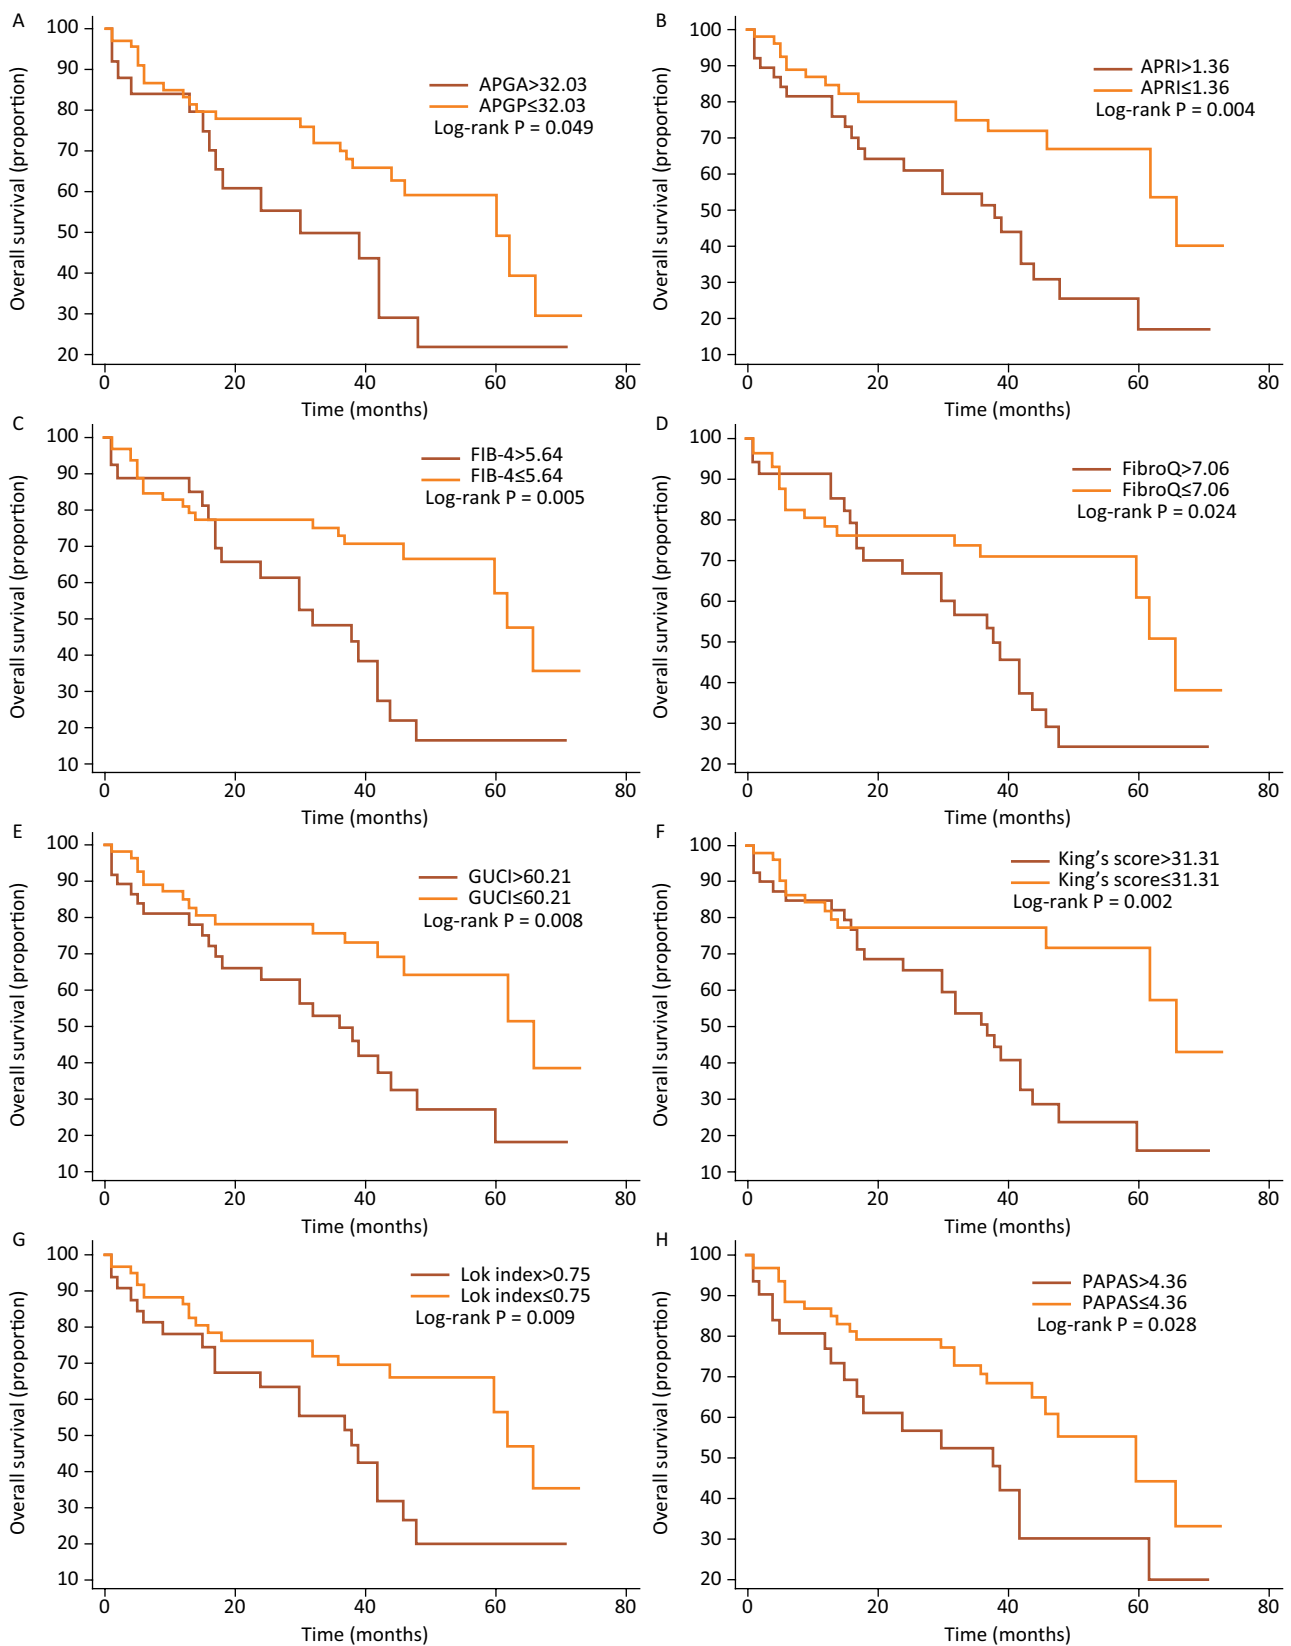 A
Overall survival (proportion)
100
90
80
70
60
50
40
30
20
APGA>32.03
APGP≤32.03
Log-rank P = 0.049
0 20 40 60 80
Time (months)
B
Overall survival (proportion)
100
90
80
70
60
50
40
30
20
10
APRI>1.36
APRI≤1.36
Log-rank P = 0.004
0 20 40 60 80
Time (months)
C
Overall survival (proportion)
100
90
80
70
60
50
40
30
20
10
FIB-4>5.64
FIB-4≤5.64
Log-rank P = 0.005
0 20 40 60 80
Time (months)
D
Overall survival (proportion)
100
90
80
70
60
50
40
30
20
FibroQ>7.06
FibroQ≤7.06
Log-rank P = 0.024
0 20 40 60 80
Time (months)
E
Overall survival (proportion)
100
90
80
70
60
50
40
30
20
10
GUCI>60.21
GUCI≤60.21
Log-rank P = 0.008
0 20 40 60 80
Time (months)
F
Overall survival (proportion)
100
90
80
70
60
50
40
30
20
10
King’s score>31.31
King’s score≤31.31
Log-rank P = 0.002
0 20 40 60 80
Time (months)
G
Overall survival (proportion)
100
90
80
70
60
50
40
30
20
10
Lok index>0.75
Lok index≤0.75
Log-rank P = 0.009
0 20 40 60 80
Time (months)
H
Overall survival (proportion)
100
90
80
70
60
50
40
30
20
PAPAS>4.36
PAPAS≤4.36
Log-rank P = 0.028
0 20 40 60 80
Time (months)